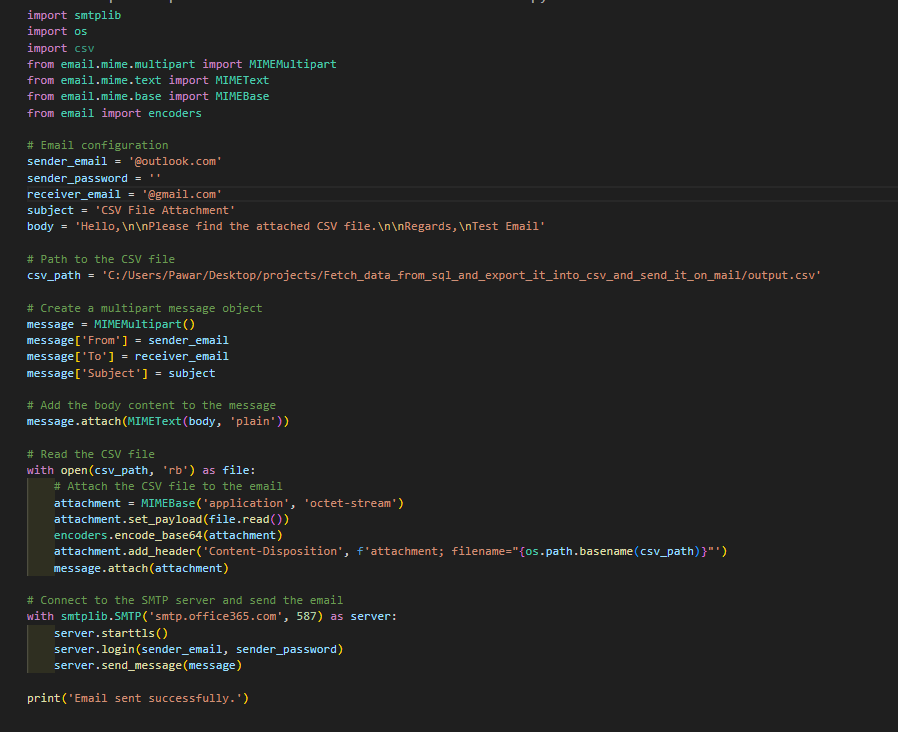 import smtplib
import os
import csv
from email.mime.multipart import MIMEMultipart
from email.mime.text import MIMEText
from email.mime.base import MIMEBase
from email import encoders

# Email configuration
sender_email = '@outlook.com'
sender_password = ''
receiver_email = '@gmail.com'
subject = 'CSV File Attachment'
body = 'Hello,\n\nPlease find the attached CSV file.\n\nRegards,\nTest Email'

# Path to the CSV file
csv_path = 'C:/Users/Pawar/Desktop/projects/Fetch_data_from_sql_and_export_it_into_csv_and_send_it_on_mail/output.csv'

# Create a multipart message object
message = MIMEMultipart()
message['From'] = sender_email
message['To'] = receiver_email
message['Subject'] = subject

# Add the body content to the message
message.attach(MIMEText(body, 'plain'))

# Read the CSV file
with open(csv_path, 'rb') as file:
    # Attach the CSV file to the email
    attachment = MIMEBase('application', 'octet-stream')
    attachment.set_payload(file.read())
    encoders.encode_base64(attachment)
    attachment.add_header('Content-Disposition', f'attachment; filename="{os.path.basename(csv_path)}"')
    message.attach(attachment)

# Connect to the SMTP server and send the email
with smtplib.SMTP('smtp.office365.com', 587) as server:
    server.starttls()
    server.login(sender_email, sender_password)
    server.send_message(message)

print('Email sent successfully.')